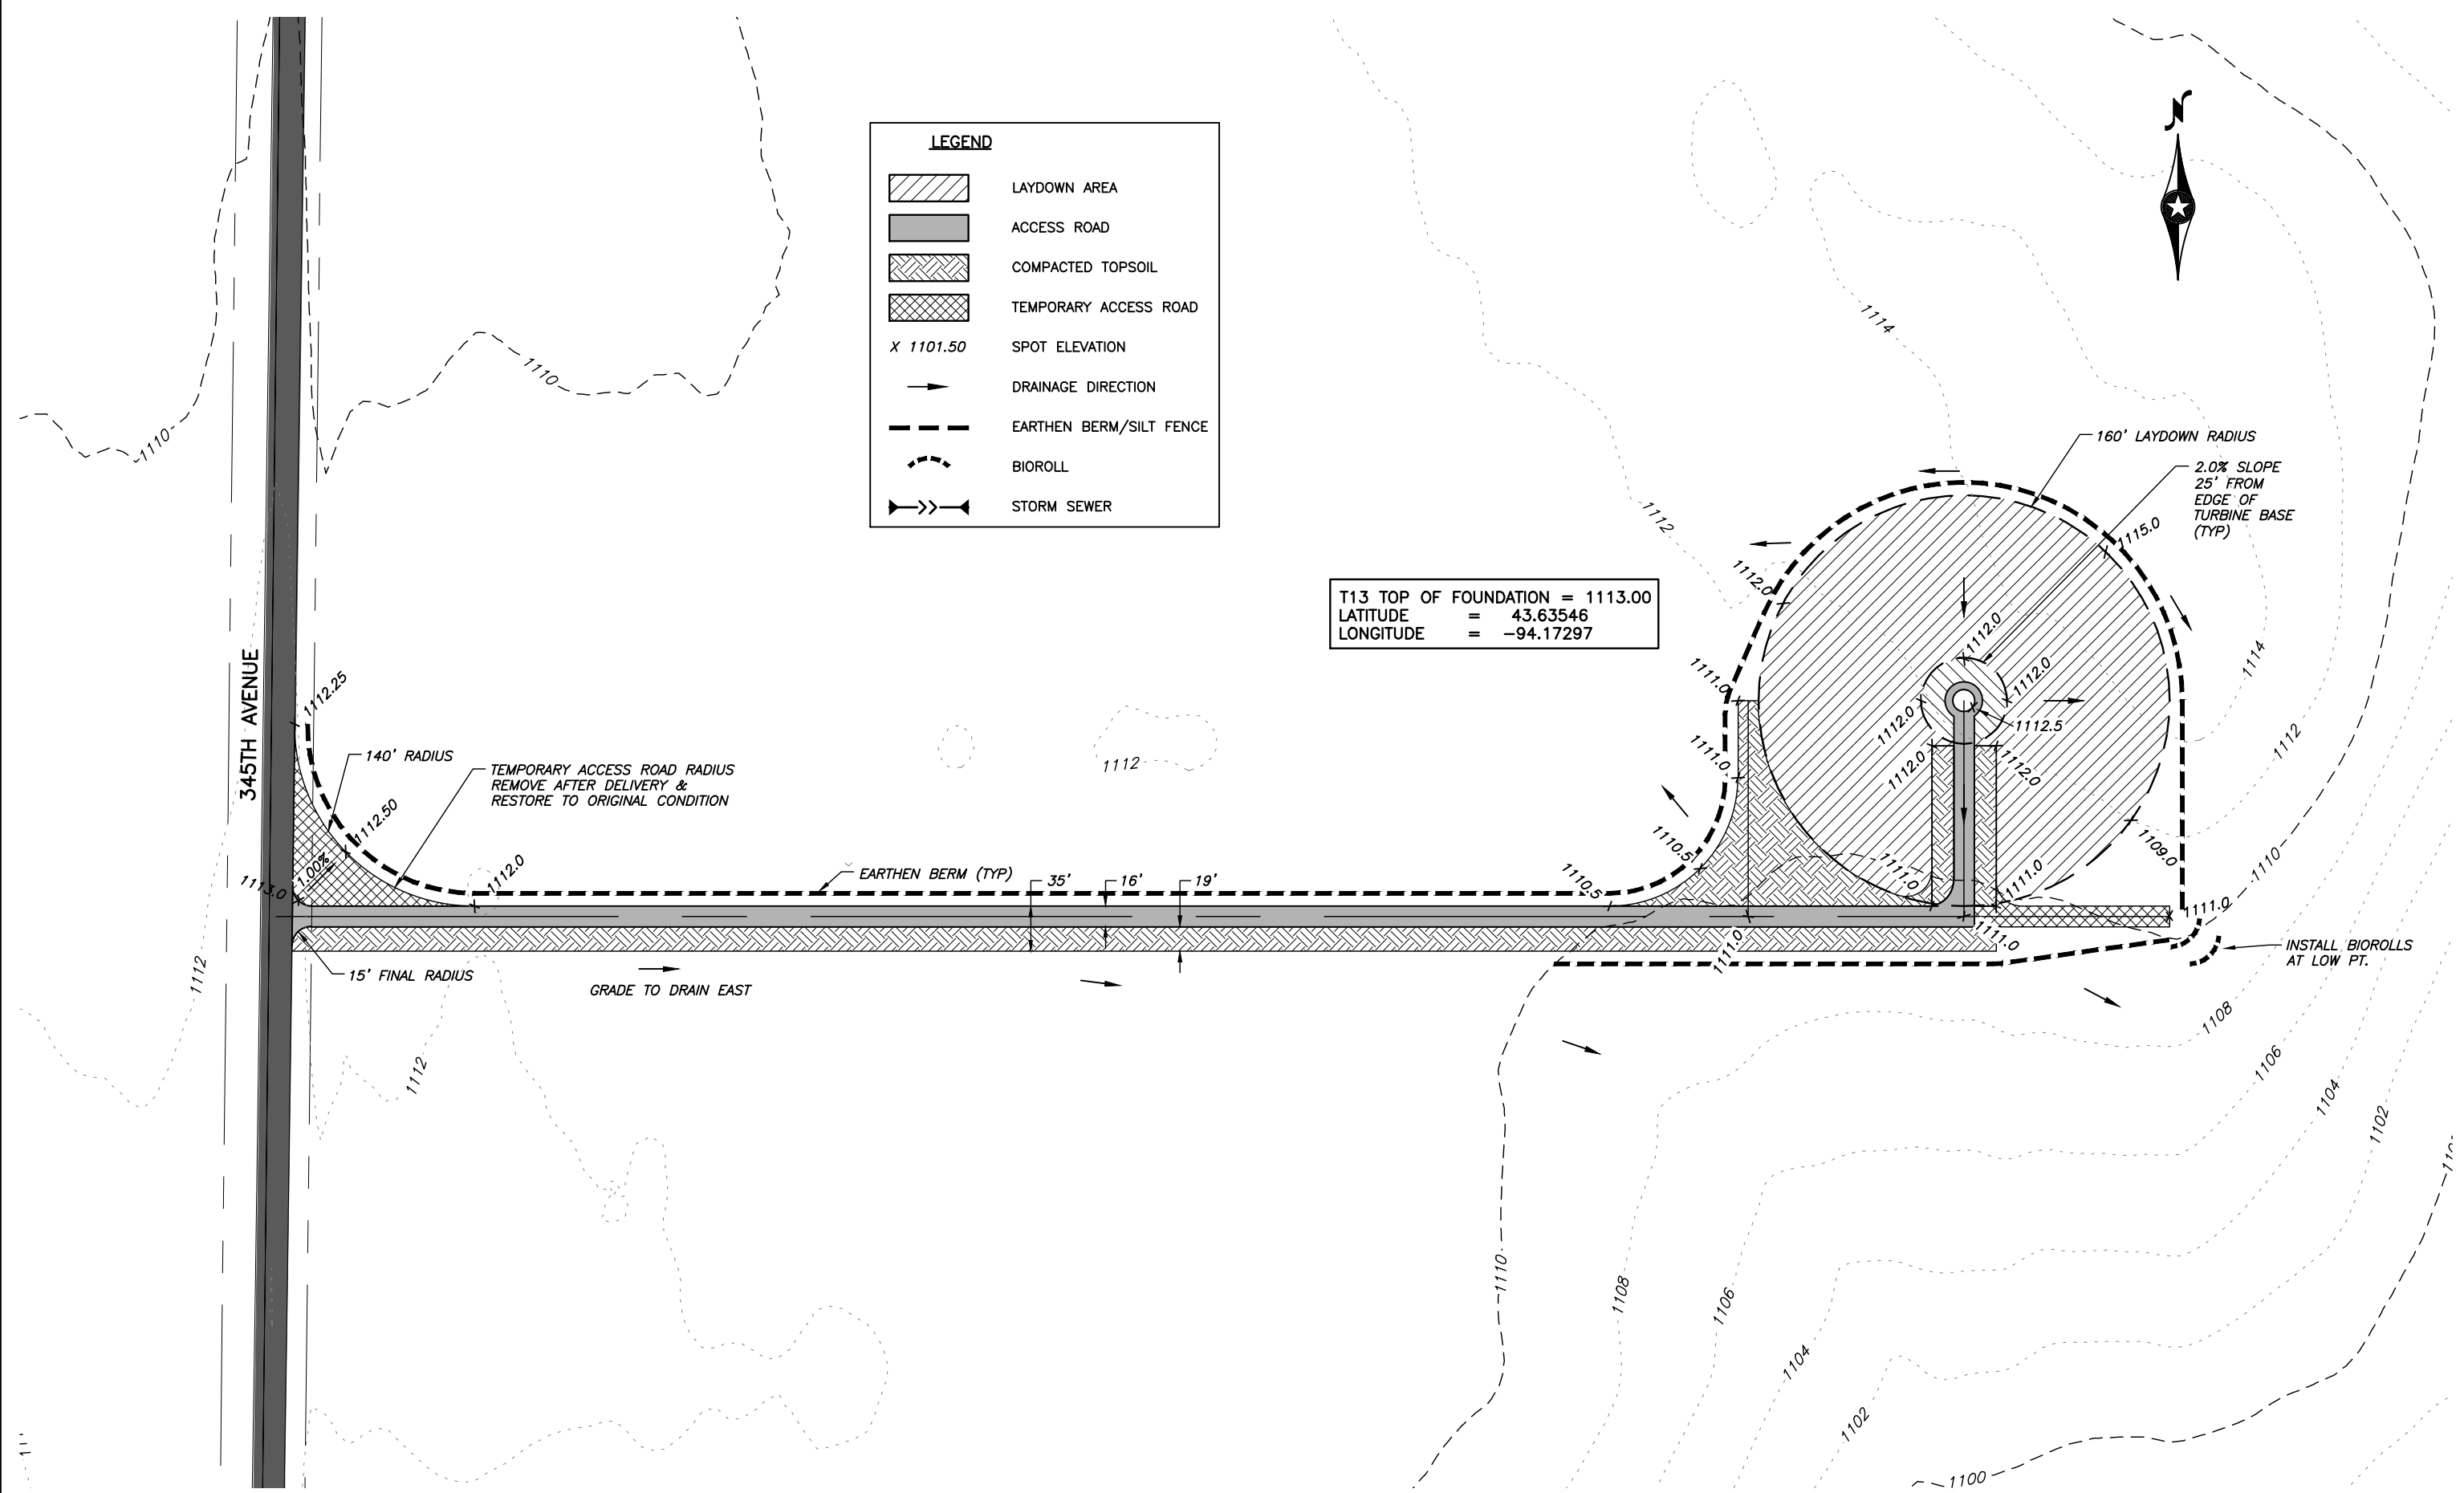 N
LEGEND
LAYDOWN AREA
ACCESS ROAD
COMPACTED TOPSOIL
TEMPORARY ACCESS ROAD
X 1101.50 SPOT ELEVATION
DRAINAGE DIRECTION
EARTHEN BERM/SILT FENCE
BIOROLL
STORM SEWER
1110
1110
1114
1112
160' LAYDOWN RADIUS
2.0% SLOPE
25' FROM
EDGE OF
TURBINE BASE
(TYP)
1115.0
1112.0
T13 TOP OF FOUNDATION = 1113.00
LATITUDE = 43.63546
LONGITUDE = -94.17297
1112.0
1112.0
1112.0
1112.5
1114
1112
1111.0
1111.0
1112.0
1112.0
345TH AVENUE
1112.25
140' RADIUS
TEMPORARY ACCESS ROAD RADIUS
REMOVE AFTER DELIVERY &
RESTORE TO ORIGINAL CONDITION
1112
1112.50
1113.0
1.00%
1112.0
EARTHEN BERM (TYP)
35'
16'
19'
1110.5
1110.5
1111.0
1111.0
1109.0
1110
1111.0
1111.0
1111.0
INSTALL BIOROLLS
AT LOW PT.
15' FINAL RADIUS
GRADE TO DRAIN EAST
1112
1112
1108
1106
1104
1102
1110
1108
1106
1104
1102
1100